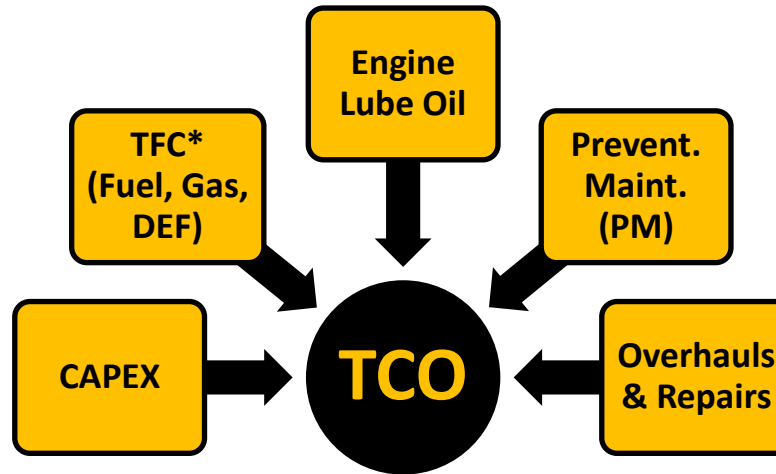 Engine
Lube Oil
TFC*
(Fuel, Gas,
DEF)
Prevent.
Maint.
(PM)
CAPEX
TCO
Overhauls
& Repairs